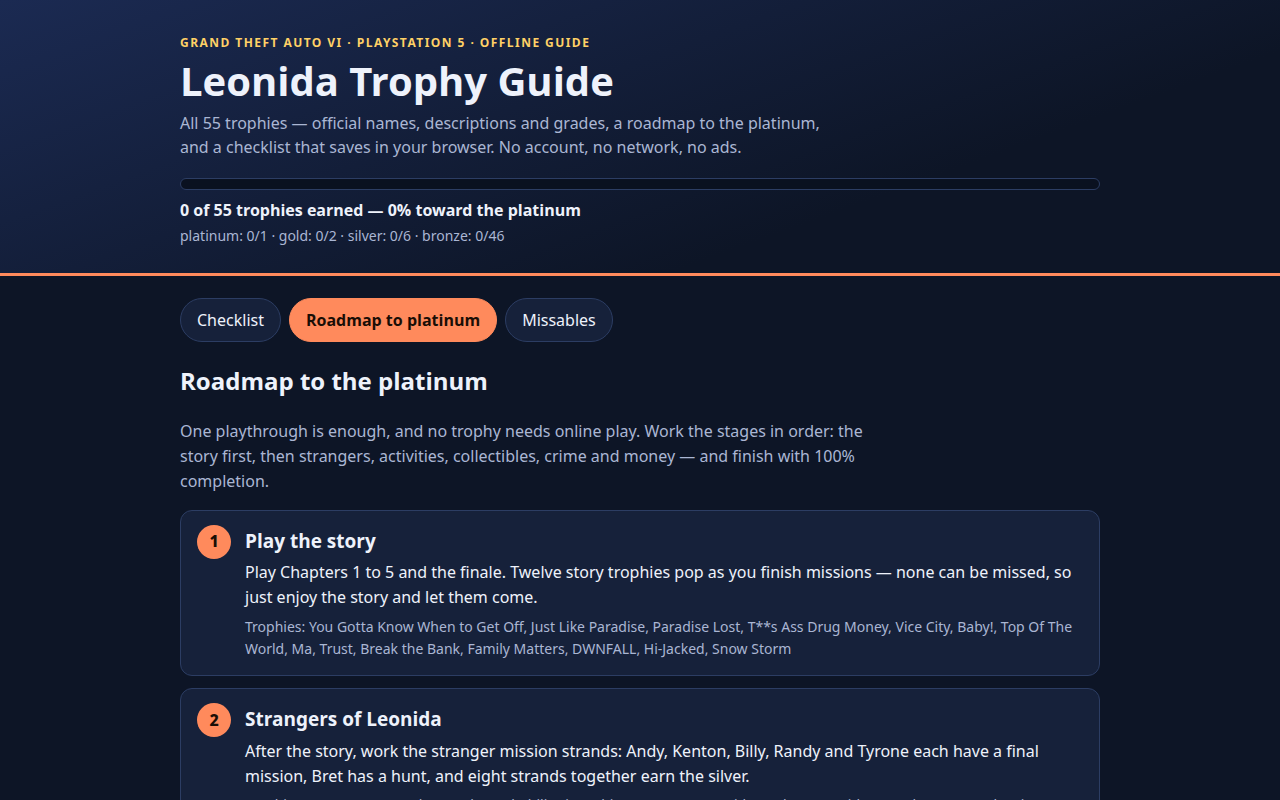 GRAND THEFT AUTO VI · PLAYSTATION 5 · OFFLINE GUIDE
Leonida Trophy Guide
All 55 trophies — official names, descriptions and grades, a roadmap to the platinum,
and a checklist that saves in your browser. No account, no network, no ads.
0 of 55 trophies earned — 0% toward the platinum
platinum: 0/1 · gold: 0/2 · silver: 0/6 · bronze: 0/46
Checklist Roadmap to platinum Missables
Roadmap to the platinum
One playthrough is enough, and no trophy needs online play. Work the stages in order: the
story first, then strangers, activities, collectibles, crime and money — and finish with 100%
completion.
1 Play the story
Play Chapters 1 to 5 and the finale. Twelve story trophies pop as you finish missions — none can be missed, so
just enjoy the story and let them come.
Trophies: You Gotta Know When to Get Off, Just Like Paradise, Paradise Lost, T**s Ass Drug Money, Vice City, Baby!, Top Of The
World, Ma, Trust, Break the Bank, Family Matters, DWNFALL, Hi-Jacked, Snow Storm
2 Strangers of Leonida
After the story, work the stranger mission strands: Andy, Kenton, Billy, Randy and Tyrone each have a final
mission, Bret has a hunt, and eight strands together earn the silver.